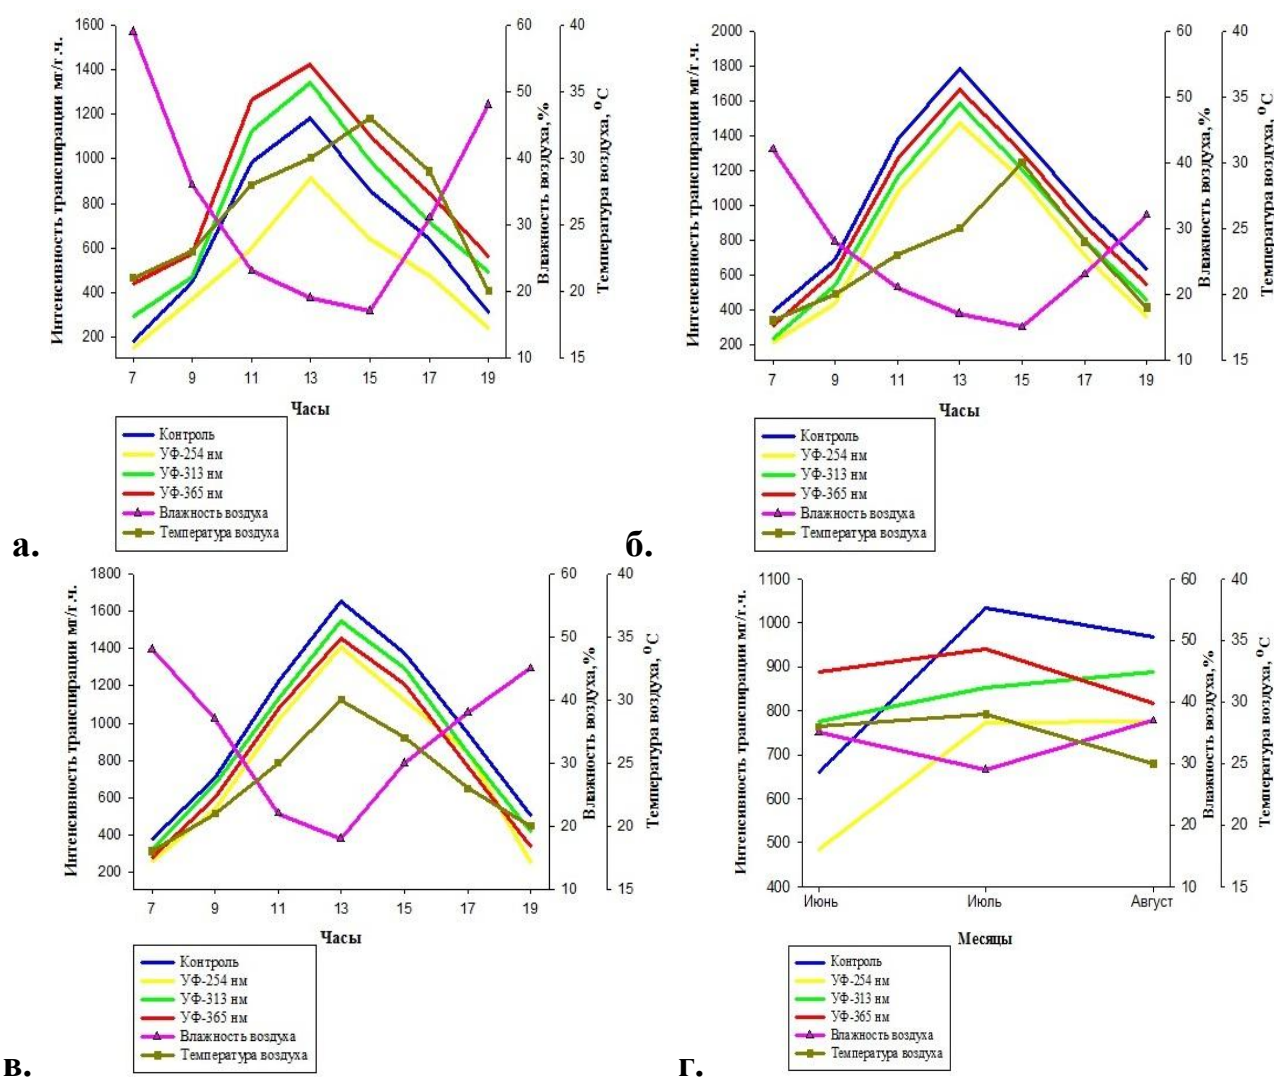 Интенсивность транспирации мг/г.ч.
1600
1400
1200
1000
800
600
400
200
7 9 11 13 15 17 19
Часы
60
50
40
30
20
10
Влажность воздуха,%
40
35
30
25
20
15
Температура воздуха, °С
Контроль
УФ-254 нм
УФ-313 нм
УФ-365 нм
Влажность воздуха
Температура воздуха
а.
Интенсивность транспирации мг/г.ч.
2000
1800
1600
1400
1200
1000
800
600
400
200
7 9 11 13 15 17 19
Часы
60
50
40
30
20
10
Влажность воздуха,%
40
35
30
25
20
15
Температура воздуха, °С
Контроль
УФ-254 нм
УФ-313 нм
УФ-365 нм
Влажность воздуха
Температура воздуха
б.
Интенсивность транспирации мг/г.ч.
1800
1600
1400
1200
1000
800
600
400
200
7 9 11 13 15 17 19
Часы
60
50
40
30
20
10
Влажность воздуха,%
40
35
30
25
20
15
Температура воздуха, °С
Контроль
УФ-254 нм
УФ-313 нм
УФ-365 нм
Влажность воздуха
Температура воздуха
в.
Интенсивность транспирации мг/г.ч.
1100
1000
900
800
700
600
500
400
Июнь Июль Август
Месяцы
60
50
40
30
20
10
Влажность воздуха,%
40
35
30
25
20
15
Температура воздуха, °С
Контроль
УФ-254 нм
УФ-313 нм
УФ-365 нм
Влажность воздуха
Температура воздуха
г.